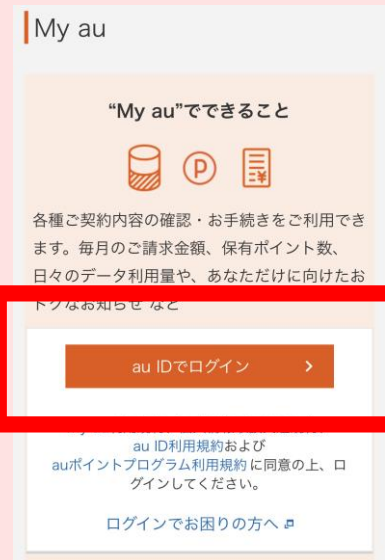 My au
“My au”でできること
各種ご契約内容の確認・お手続きをご利用でき
ます。毎月のご請求金額、保有ポイント数、
日々のデータ利用量や、あなただけに向けたお
トクなお知らせ など
au IDでログイン
au ID利用規約および
auポイントプログラム利用規約 に同意の上、ロ
グインしてください。
ログインでお困りの方へ